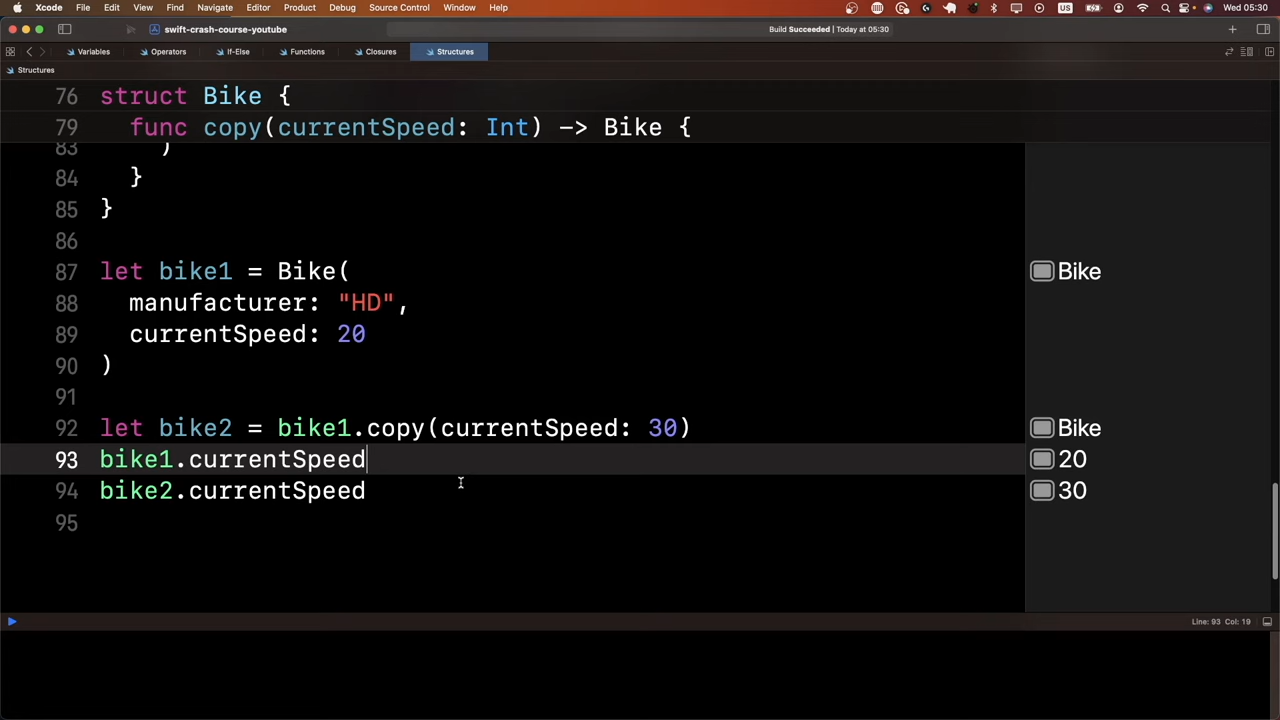 Xcode File Edit View Find Navigate Editor Product Debug Source Control Window Help US Wed 05:30
swift-crash-course-youtube Build Succeeded | Today at 05:30
Variables Operators If-Else Functions Closures Structures
Structures
76 struct Bike {
79 func copy(currentSpeed: Int) -> Bike {
83 )
84 }
85 }
86
87 let bike1 = Bike( Bike
88 manufacturer: "HD",
89 currentSpeed: 20
90 )
91
92 let bike2 = bike1.copy(currentSpeed: 30) Bike
93 bike1.currentSpeed 20
94 bike2.currentSpeed 30
95
Line: 93 Col: 19